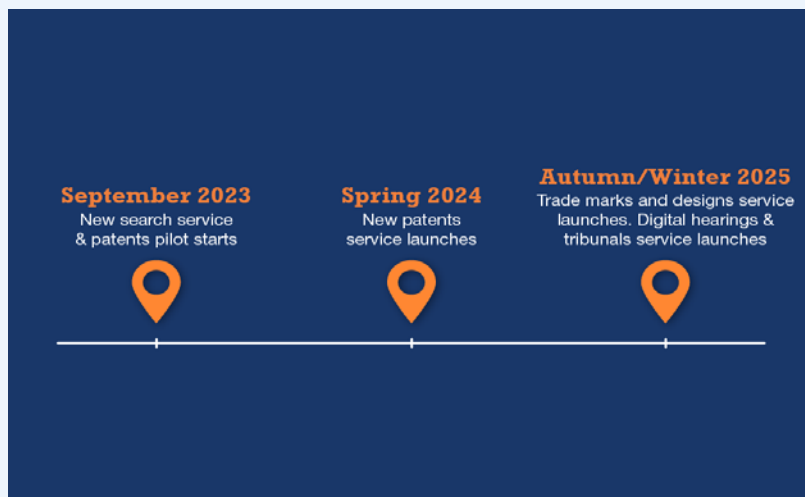 September 2023
New search service
& patents pilot starts
Spring 2024
New patents
service launches
Autumn/Winter 2025
Trade marks and designs service
launches. Digital hearings &
tribunals service launches